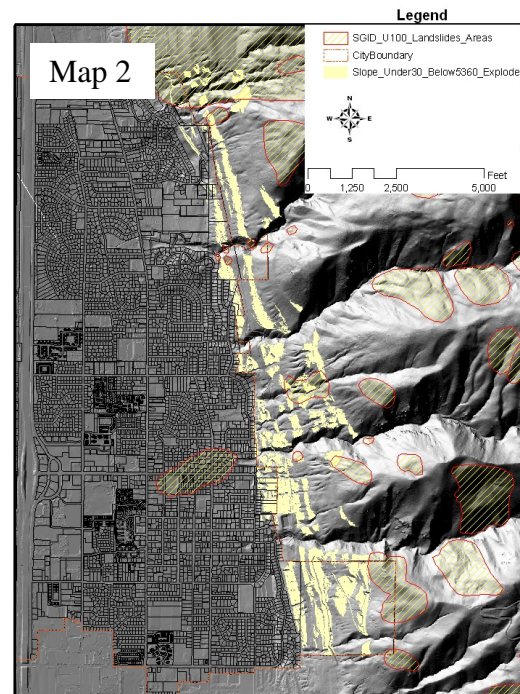 Map 2
Legend
SGID_U100_Landslides_Areas
CityBoundary
Slope_Under30_Below5360_Explode
N
W E
S
Feet
0 1,250 2,500 5,000